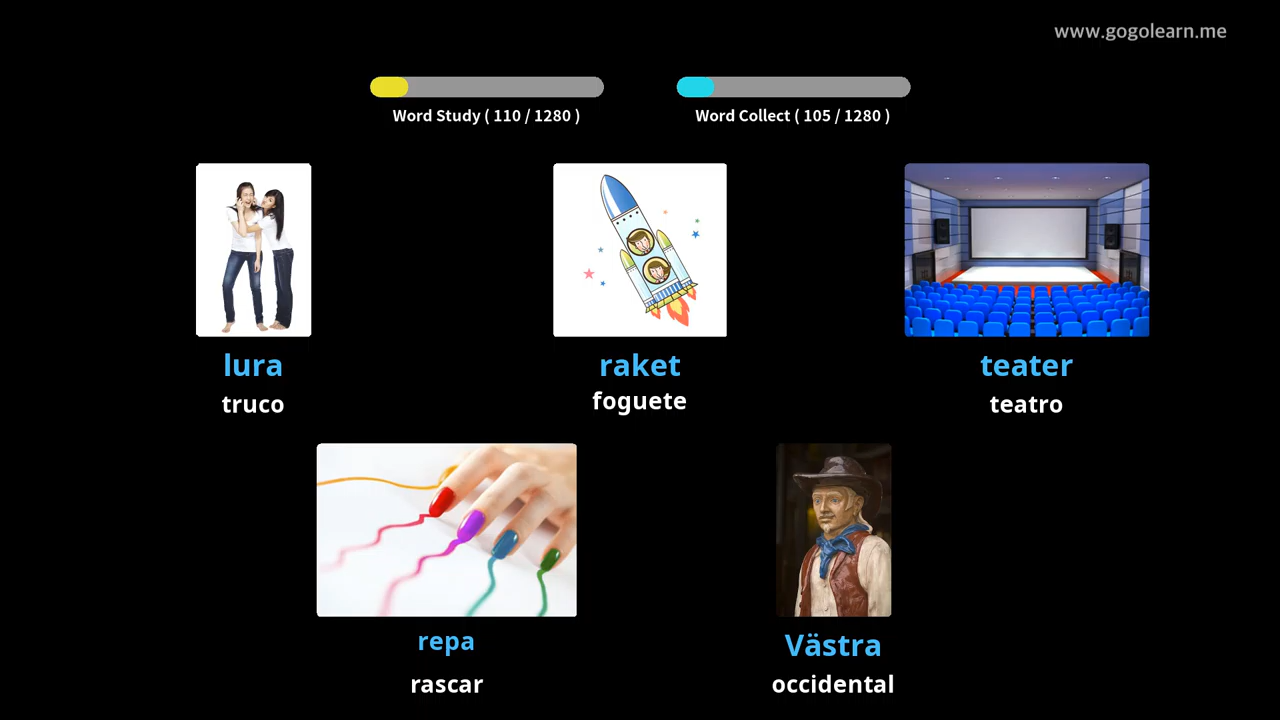 www.gogolearn.me
Word Study ( 110 / 1280 )
Word Collect ( 105 / 1280 )
lura
truco
raket
foguete
teater
teatro
repa
rascar
Västra
occidental